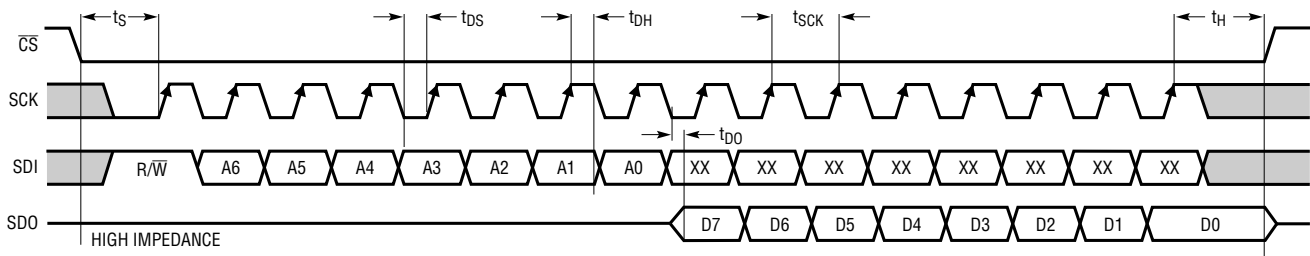 tS tDS tDH tSCK tH
CS
SCK
tDO
SDI R/W A6 A5 A4 A3 A2 A1 A0 XX XX XX XX XX XX XX XX
SDO D7 D6 D5 D4 D3 D2 D1 D0
HIGH IMPEDANCE